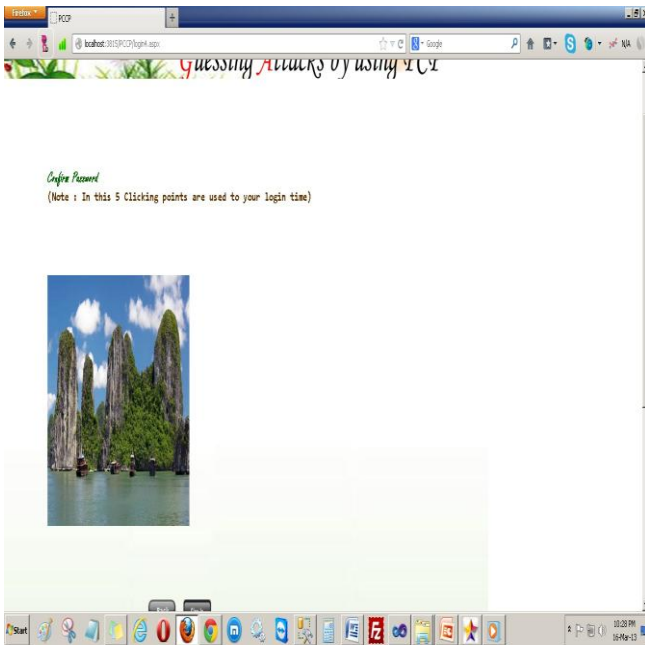 Firefox
PCCP
localhost:3815/PCCP/login4.aspx
Google
N/A
Guessing Attacks by using PCP
Confirm Password
(Note : In this 5 Clicking points are used to your login time)
Start
10:28 PM
16-Mar-13